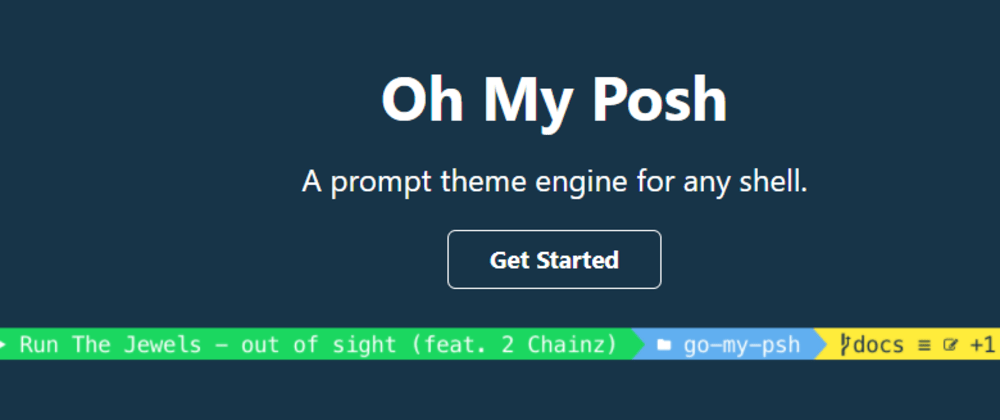 Oh My Posh
A prompt theme engine for any shell.
Get Started
Run The Jewels - out of sight (feat. 2 Chainz) go-my-psh docs ≡ +1